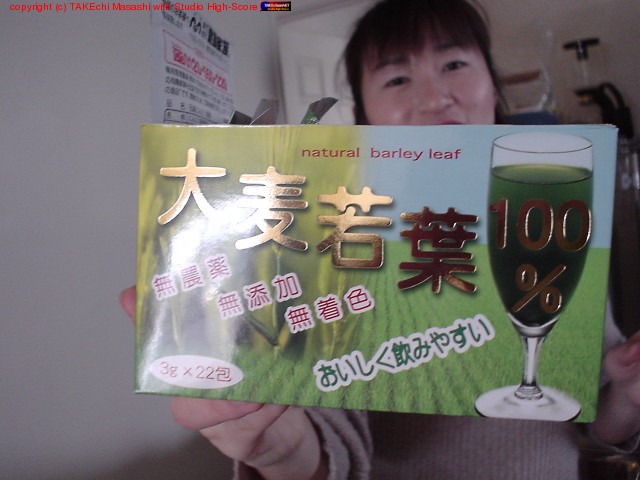 copyright (c) TAKEchi Masashi with Studio High-Score
natural barley leaf
大麦若葉
100
%
無農薬
無添加
無着色
おいしく飲みやすい
3g×22包